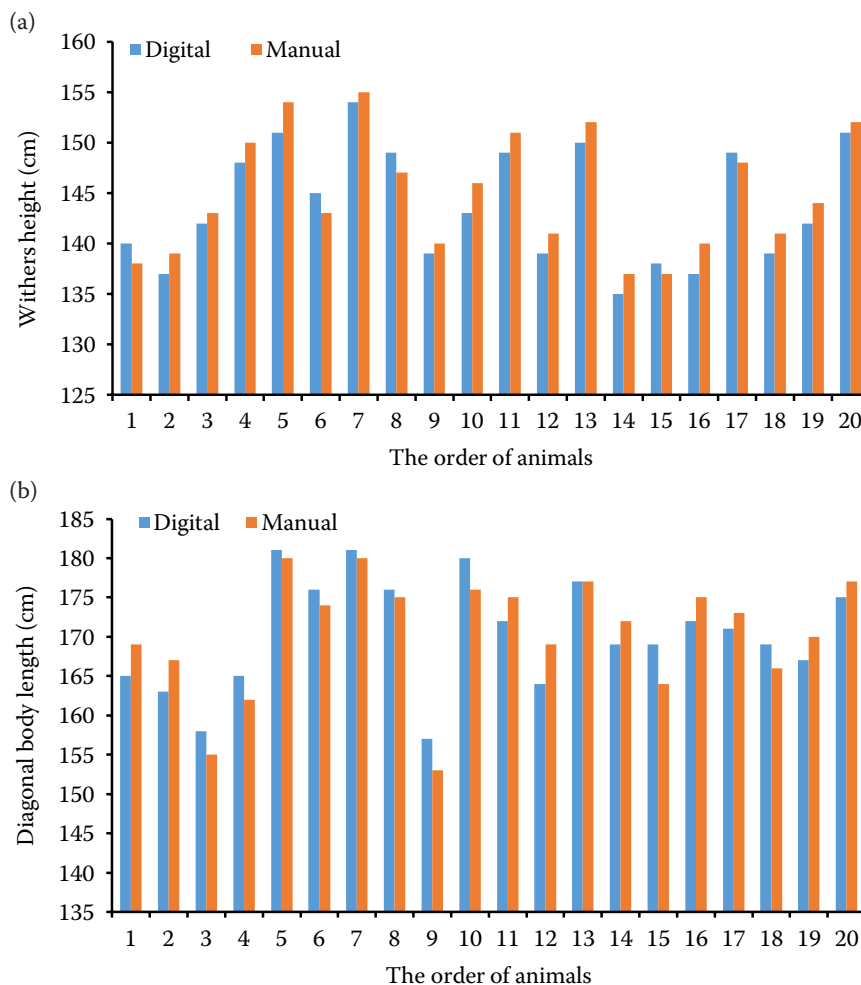 (a)
160
Digital Manual
155
150
145
140
135
130
125
Withers height (cm)
1 2 3 4 5 6 7 8 9 10 11 12 13 14 15 16 17 18 19 20
The order of animals
(b)
185
Digital Manual
180
175
170
165
160
155
150
145
140
135
Diagonal body length (cm)
1 2 3 4 5 6 7 8 9 10 11 12 13 14 15 16 17 18 19 20
The order of animals